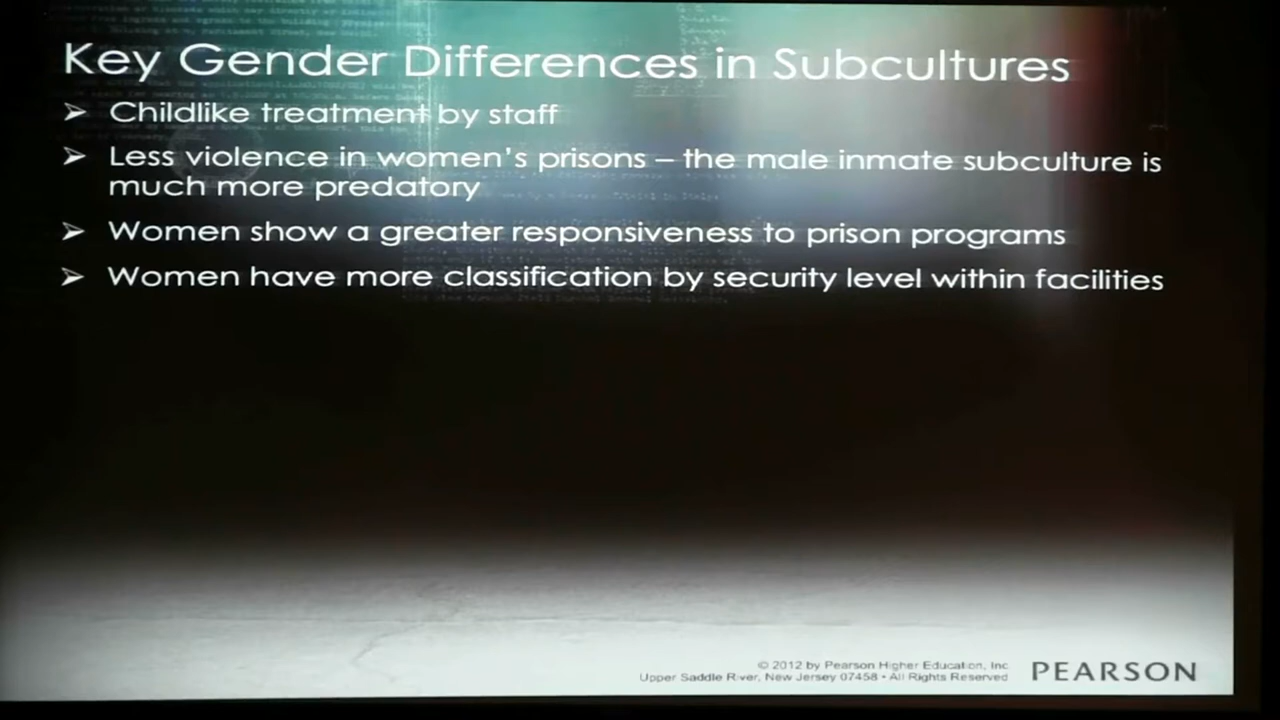 Key Gender Differences in Subcultures
➢ Childlike treatment by staff
➢ Less violence in women's prisons – the male inmate subculture is
much more predatory
➢ Women show a greater responsiveness to prison programs
➢ Women have more classification by security level within facilities
© 2012 by Pearson Higher Education, Inc
Upper Saddle River, New Jersey 07458 • All Rights Reserved
PEARSON